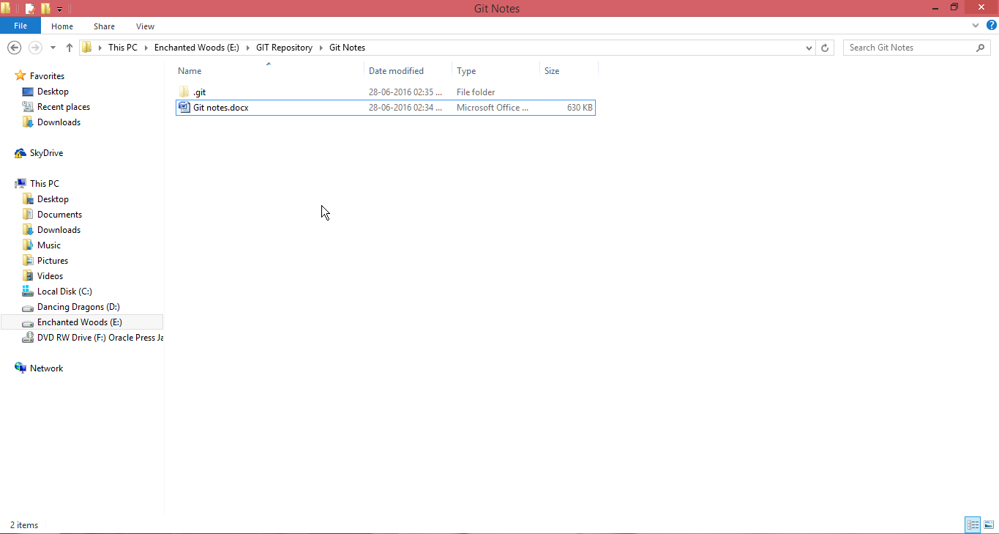 Git Notes
File Home Share View
This PC Enchanted Woods (E:) GIT Repository Git Notes Search Git Notes
Name Date modified Type Size
.git 28-06-2016 02:35 ... File folder
Git notes.docx 28-06-2016 02:34 ... Microsoft Office ... 630 KB
Favorites
Desktop
Recent places
Downloads
SkyDrive
This PC
Desktop
Documents
Downloads
Music
Pictures
Videos
Local Disk (C:)
Dancing Dragons (D:)
Enchanted Woods (E:)
DVD RW Drive (F:) Oracle Press Ja
Network
2 items